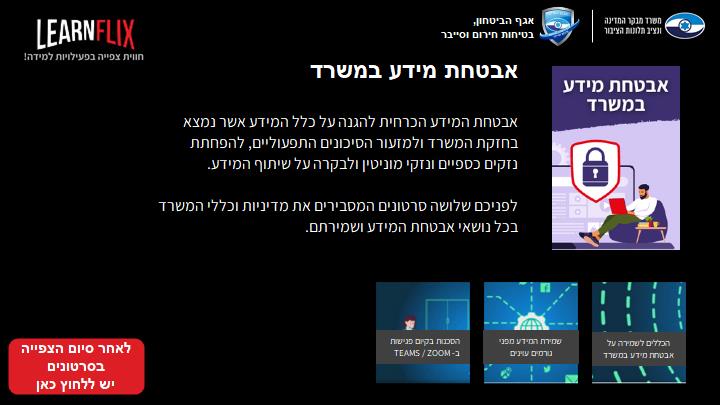 משרד מבקר המדינה
ונציב תלונות הציבור
אגף הביטחון,
בטיחות חירום וסייבר
LEARNFLIX
חווית צפייה בפעילויות למידה!
אבטחת מידע במשרד
אבטחת מידע
במשרד
אבטחת המידע הכרחית להגנה על כלל המידע אשר נמצא
בחזקת המשרד ולמזעור הסיכונים התפעוליים, להפחתת
נזקים כספיים ונזקי מוניטין ולבקרה על שיתוף המידע.
לפניכם שלושה סרטונים המסבירים את מדיניות וכללי המשרד
בכל נושאי אבטחת המידע ושמירתם.
הכללים לשמירה על
אבטחת מידע במשרד
שמירת המידע מפני
גורמים עוינים
הסכנות בקיום פגישות
ב- TEAMS / ZOOM
לאחר סיום הצפייה
בסרטונים
יש ללחוץ כאן